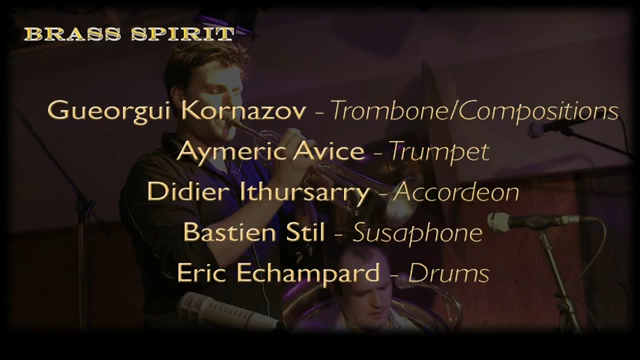 BRASS SPIRIT
Gueorgui Kornazov - Trombone/Compositions
Aymeric Avice - Trumpet
Didier Ithursarry - Accordeon
Bastien Stil - Susaphone
Eric Echampard - Drums